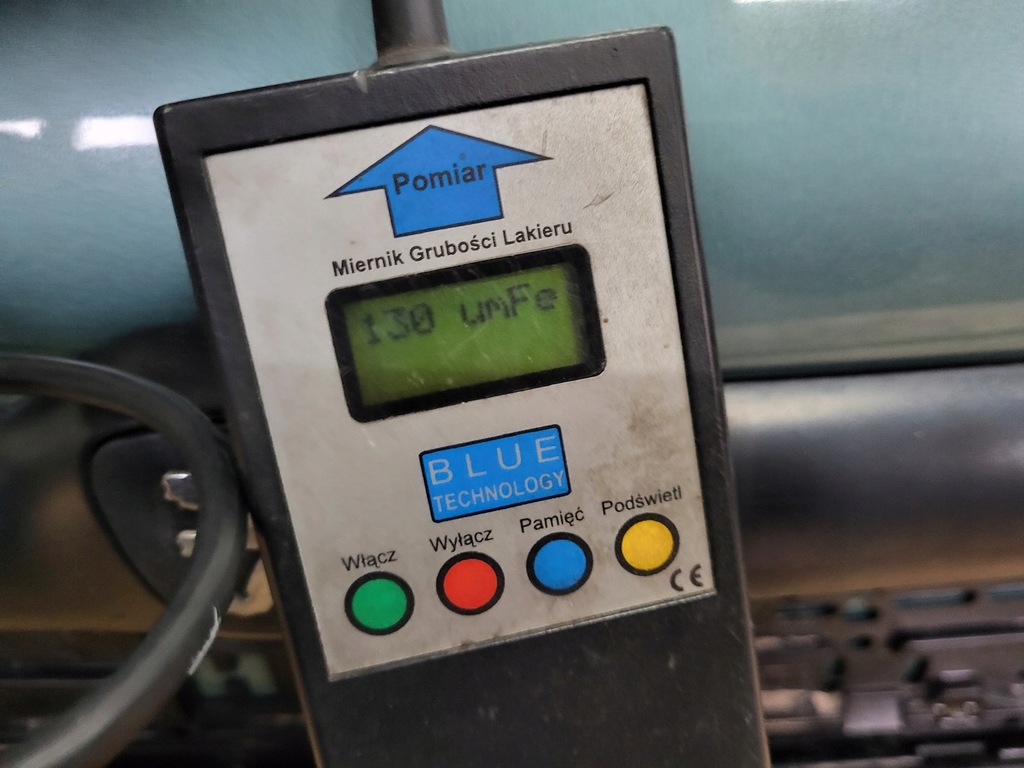 Pomiar
Miernik Grubości Lakieru
130 umFe
BLUE
TECHNOLOGY
Włącz Wyłącz Pamięć Podświetl
CE